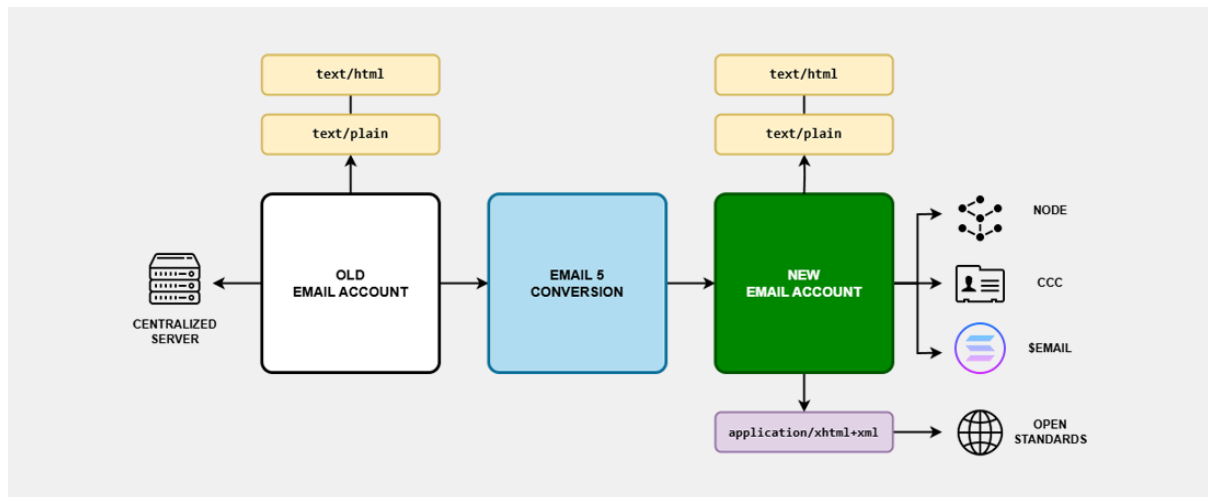 text/html
text/plain
OLD
EMAIL ACCOUNT
CENTRALIZED
SERVER
EMAIL 5
CONVERSION
text/html
text/plain
NEW
EMAIL ACCOUNT
NODE
CCC
$EMAIL
application/xhtml+xml
OPEN
STANDARDS